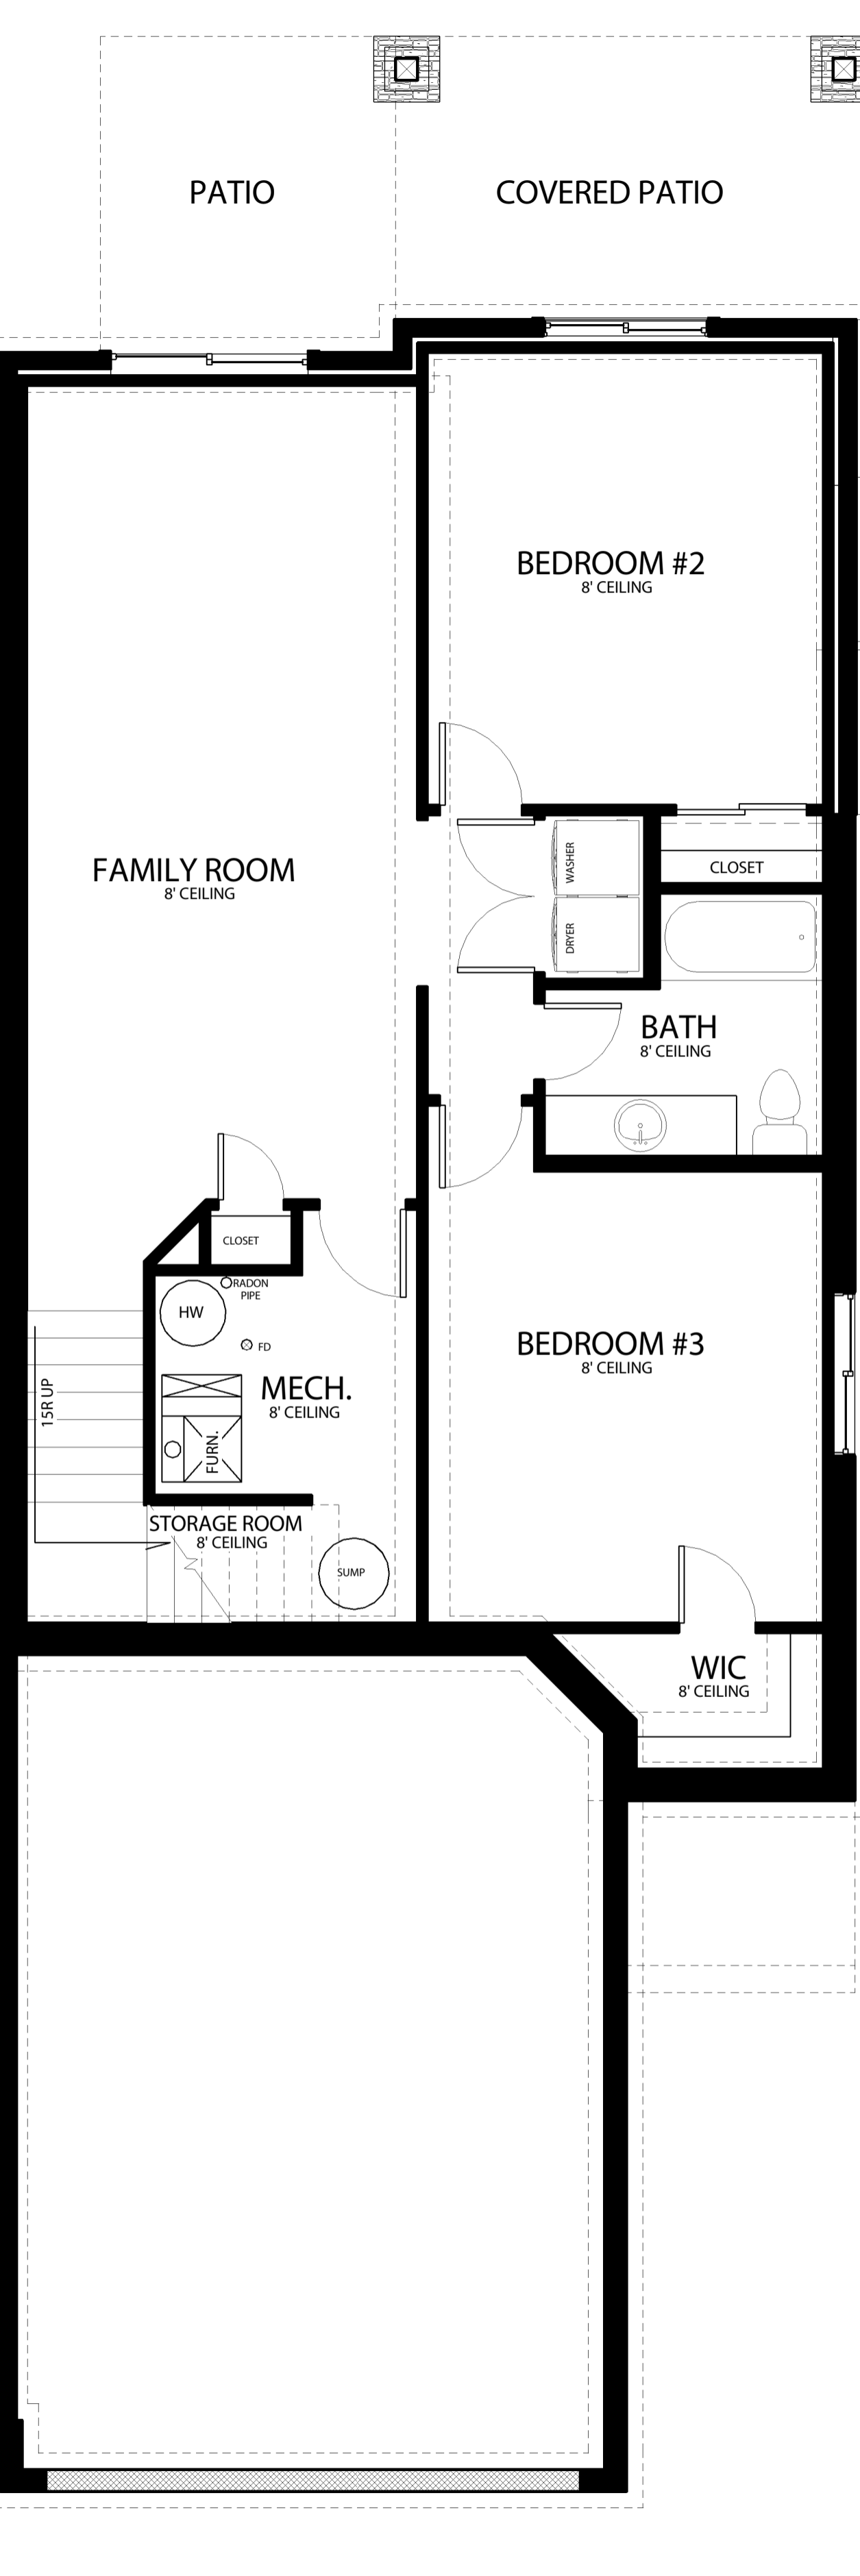 PATIO
COVERED PATIO
BEDROOM #2
8' CEILING
FAMILY ROOM
8' CEILING
WASHER
DRYER
CLOSET
BATH
8' CEILING
CLOSET
RADON
PIPE
HW
FD
MECH.
8' CEILING
FURN.
15R UP
BEDROOM #3
8' CEILING
STORAGE ROOM
8' CEILING
SUMP
WIC
8' CEILING